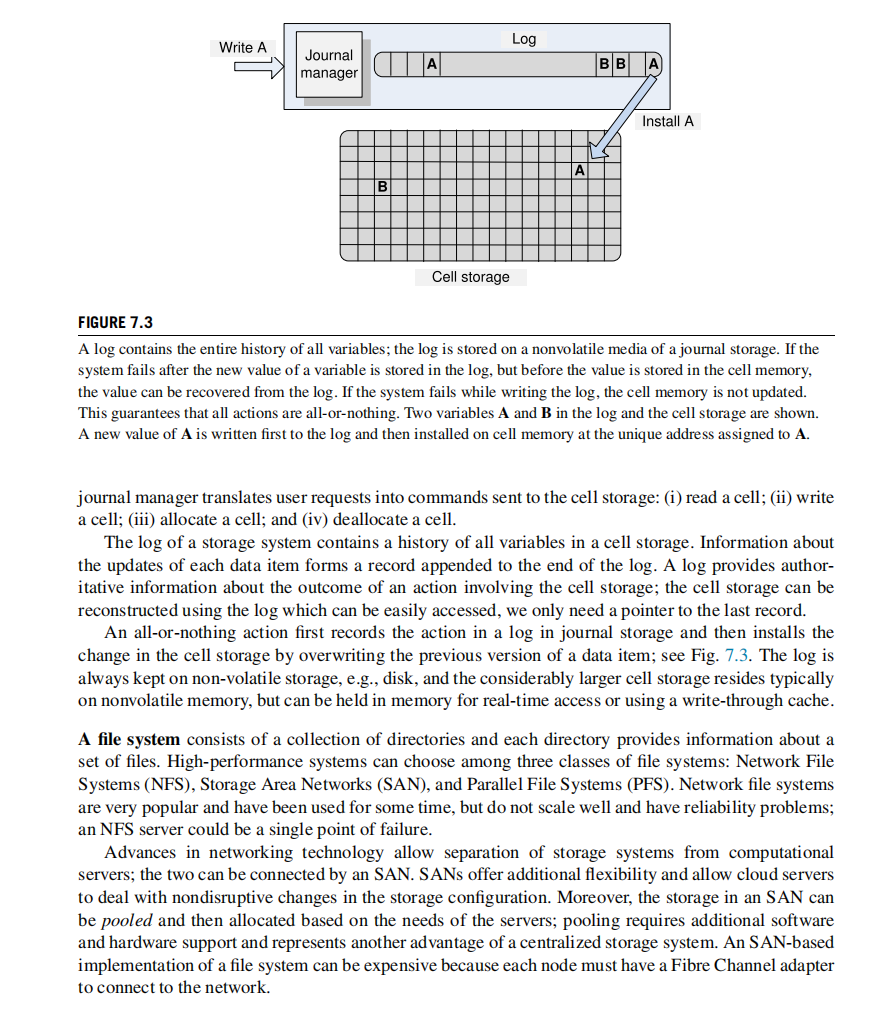 Log
Write A
Journal
manager
A
B B
A
Install A
A
B
Cell storage
FIGURE 7.3
A log contains the entire history of all variables; the log is stored on a nonvolatile media of a journal storage. If the
system fails after the new value of a variable is stored in the log, but before the value is stored in the cell memory,
the value can be recovered from the log. If the system fails while writing the log, the cell memory is not updated.
This guarantees that all actions are all-or-nothing. Two variables A and B in the log and the cell storage are shown.
A new value of A is written first to the log and then installed on cell memory at the unique address assigned to A.
journal manager translates user requests into commands sent to the cell storage: (i) read a cell; (ii) write
a cell; (iii) allocate a cell; and (iv) deallocate a cell.
The log of a storage system contains a history of all variables in a cell storage. Information about
the updates of each data item forms a record appended to the end of the log. A log provides author-
itative information about the outcome of an action involving the cell storage; the cell storage can be
reconstructed using the log which can be easily accessed, we only need a pointer to the last record.
An all-or-nothing action first records the action in a log in journal storage and then installs the
change in the cell storage by overwriting the previous version of a data item; see Fig. 7.3. The log is
always kept on non-volatile storage, e.g., disk, and the considerably larger cell storage resides typically
on nonvolatile memory, but can be held in memory for real-time access or using a write-through cache.
A file system consists of a collection of directories and each directory provides information about a
set of files. High-performance systems can choose among three classes of file systems: Network File
Systems (NFS), Storage Area Networks (SAN), and Parallel File Systems (PFS). Network file systems
are very popular and have been used for some time, but do not scale well and have reliability problems;
an NFS server could be a single point of failure.
Advances in networking technology allow separation of storage systems from computational
servers; the two can be connected by an SAN. SANs offer additional flexibility and allow cloud servers
to deal with nondisruptive changes in the storage configuration. Moreover, the storage in an SAN can
be pooled and then allocated based on the needs of the servers; pooling requires additional software
and hardware support and represents another advantage of a centralized storage system. An SAN-based
implementation of a file system can be expensive because each node must have a Fibre Channel adapter
to connect to the network.